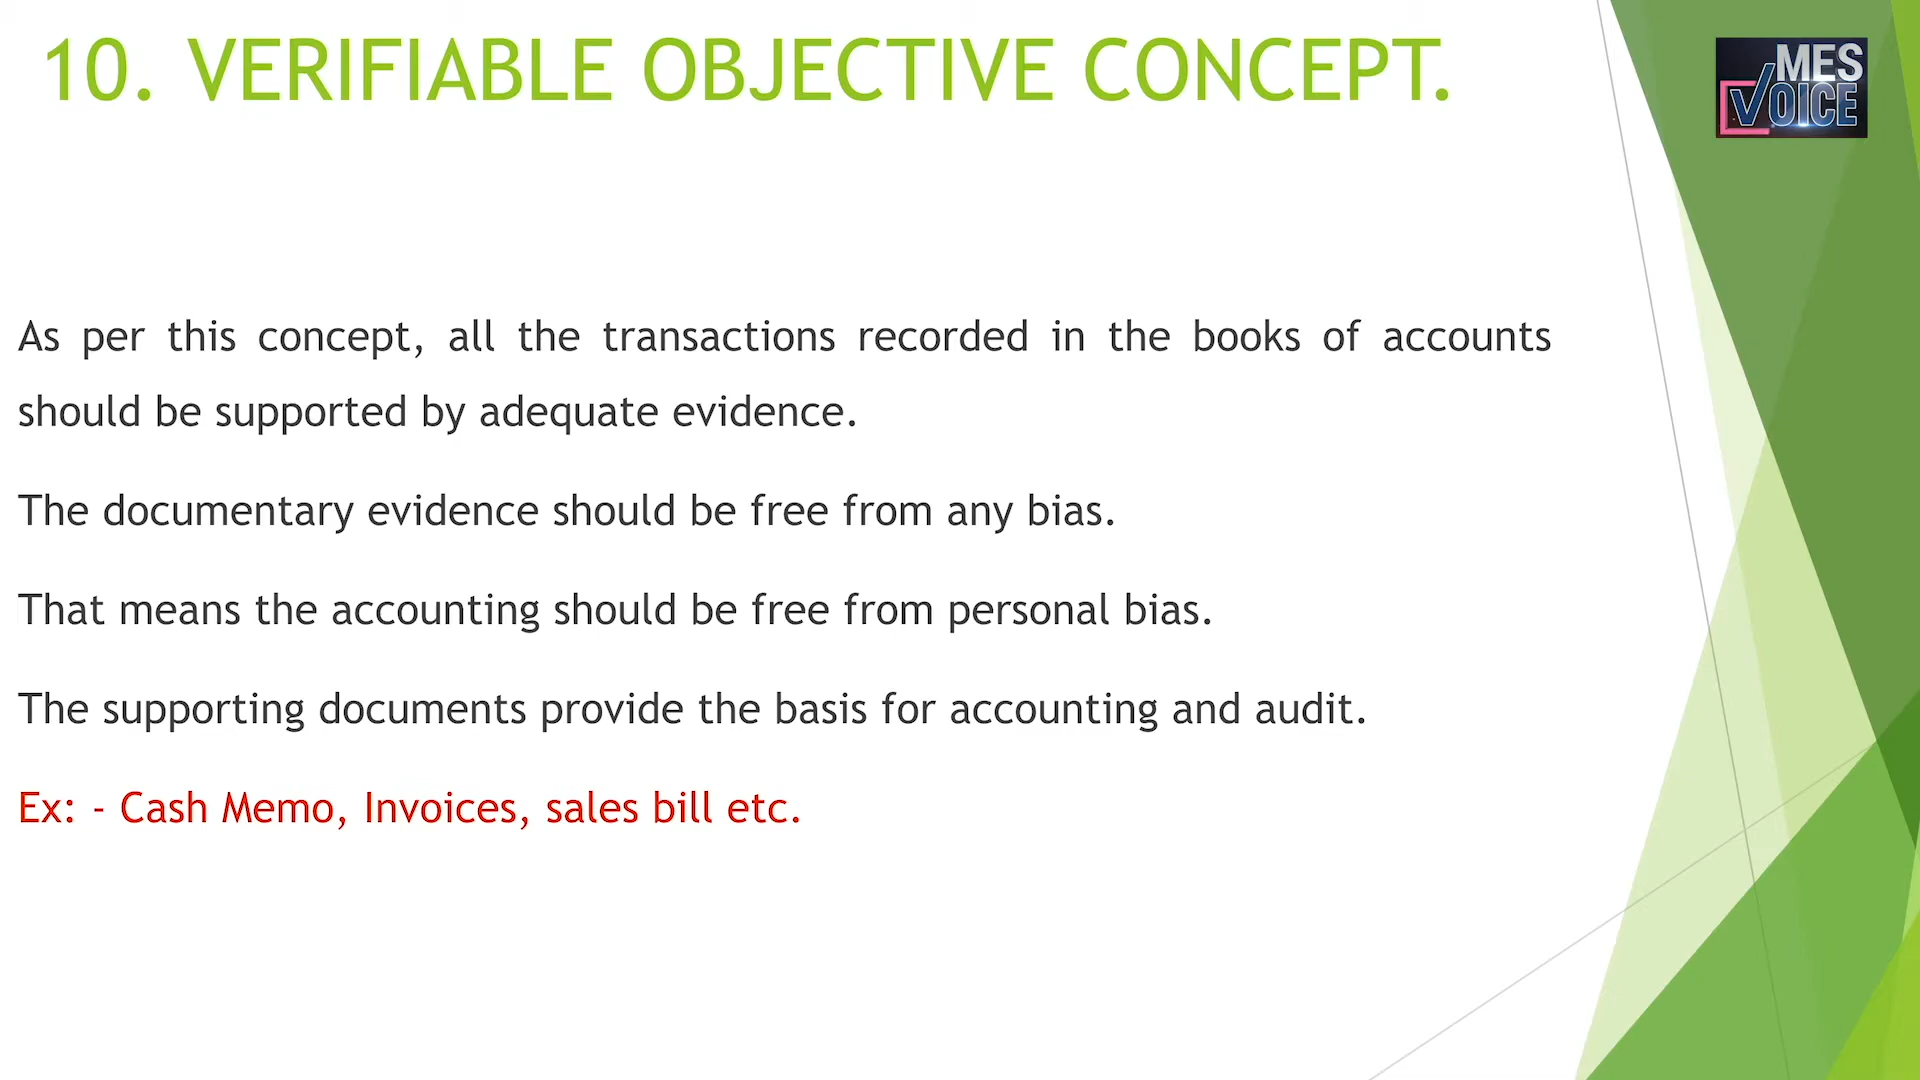 10. VERIFIABLE OBJECTIVE CONCEPT.
MES
VOICE
As per this concept, all the transactions recorded in the books of accounts
should be supported by adequate evidence.
The documentary evidence should be free from any bias.
That means the accounting should be free from personal bias.
The supporting documents provide the basis for accounting and audit.
Ex: - Cash Memo, Invoices, sales bill etc.